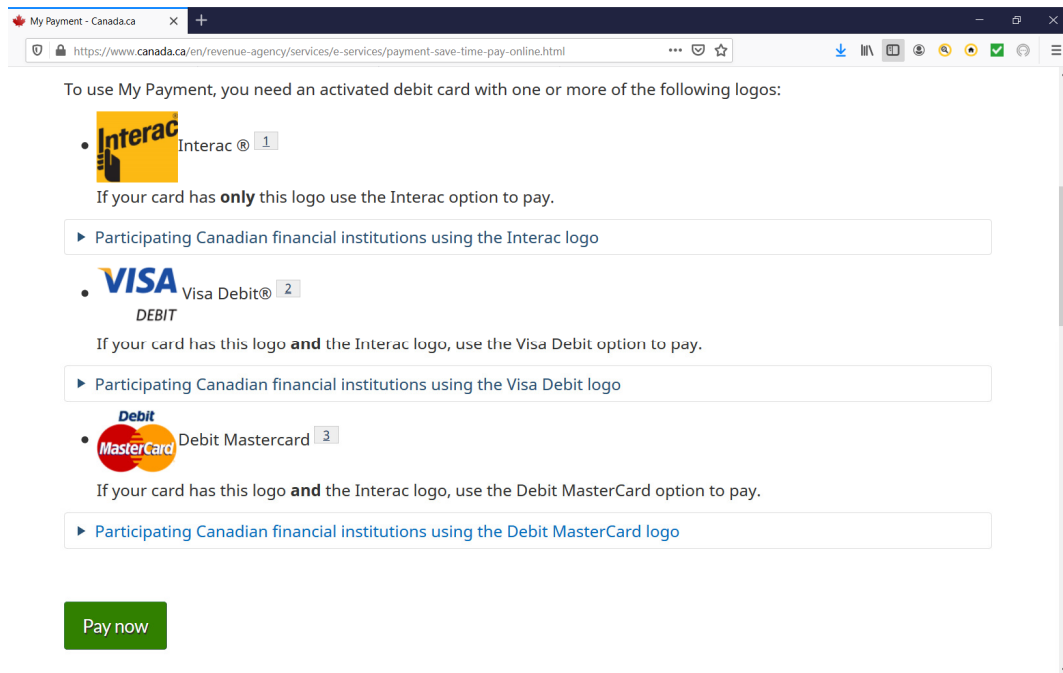 My Payment - Canada.ca
https://www.canada.ca/en/revenue-agency/services/e-services/payment-save-time-pay-online.html
To use My Payment, you need an activated debit card with one or more of the following logos:
Interac Interac ® 1
If your card has only this logo use the Interac option to pay.
Participating Canadian financial institutions using the Interac logo
VISA
DEBIT
Visa Debit® 2
If your card has this logo and the Interac logo, use the Visa Debit option to pay.
Participating Canadian financial institutions using the Visa Debit logo
Debit
MasterCard Debit Mastercard 3
If your card has this logo and the Interac logo, use the Debit MasterCard option to pay.
Participating Canadian financial institutions using the Debit MasterCard logo
Pay now